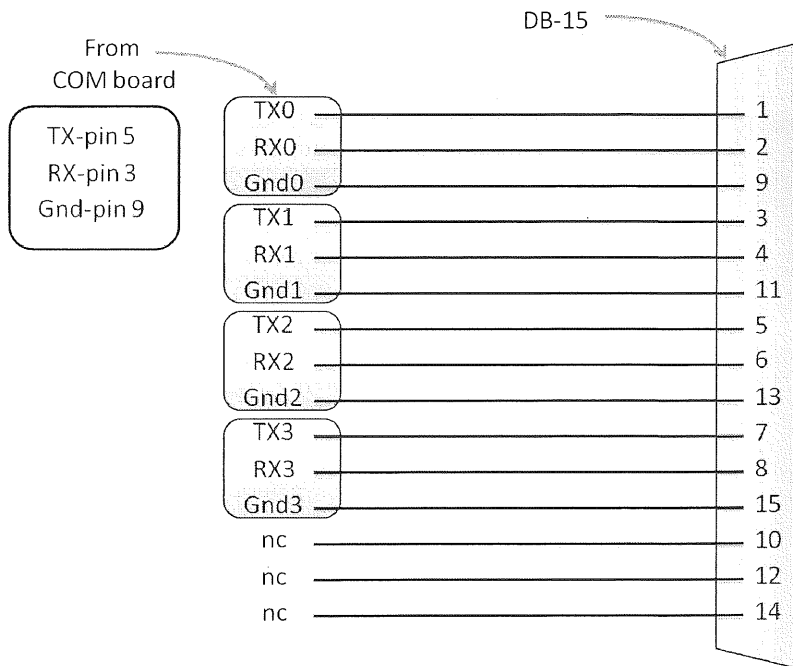 DB-15
From
COM board
TX-pin 5
RX-pin 3
Gnd-pin 9
TX0 1
RX0 2
Gnd0 9
TX1 3
RX1 4
Gnd1 11
TX2 5
RX2 6
Gnd2 13
TX3 7
RX3 8
Gnd3 15
nc 10
nc 12
nc 14